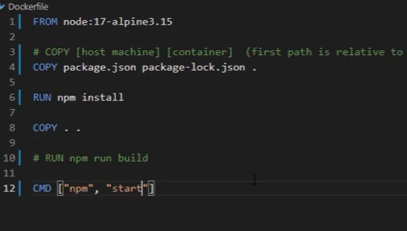 Dockerfile
1 FROM node:17-alpine3.15
2
3 # COPY [host machine] [container] (first path is relative to
4 COPY package.json package-lock.json .
5
6 RUN npm install
7
8 COPY . .
9
10 # RUN npm run build
11
12 CMD ["npm", "start"]